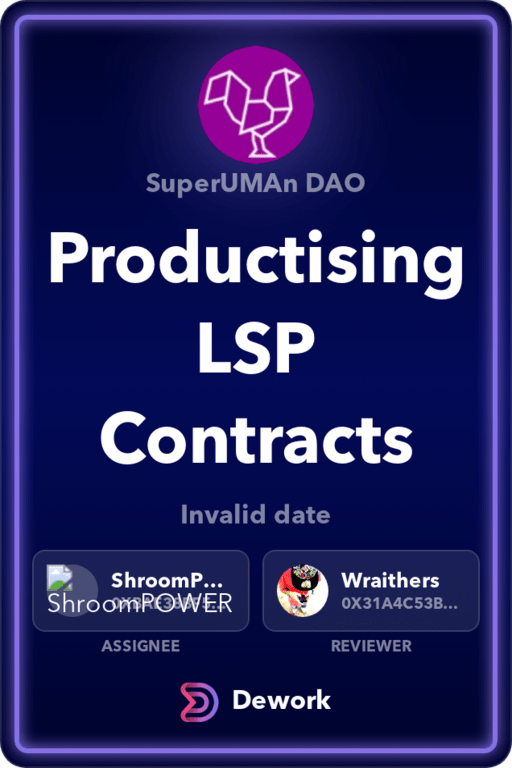 SuperUMAn DAO
Productising
LSP
Contracts
Invalid date
ShroomP...
ShroomPOWER
ASSIGNEE
Wraithers
0X31A4C53B...
REVIEWER
Dework